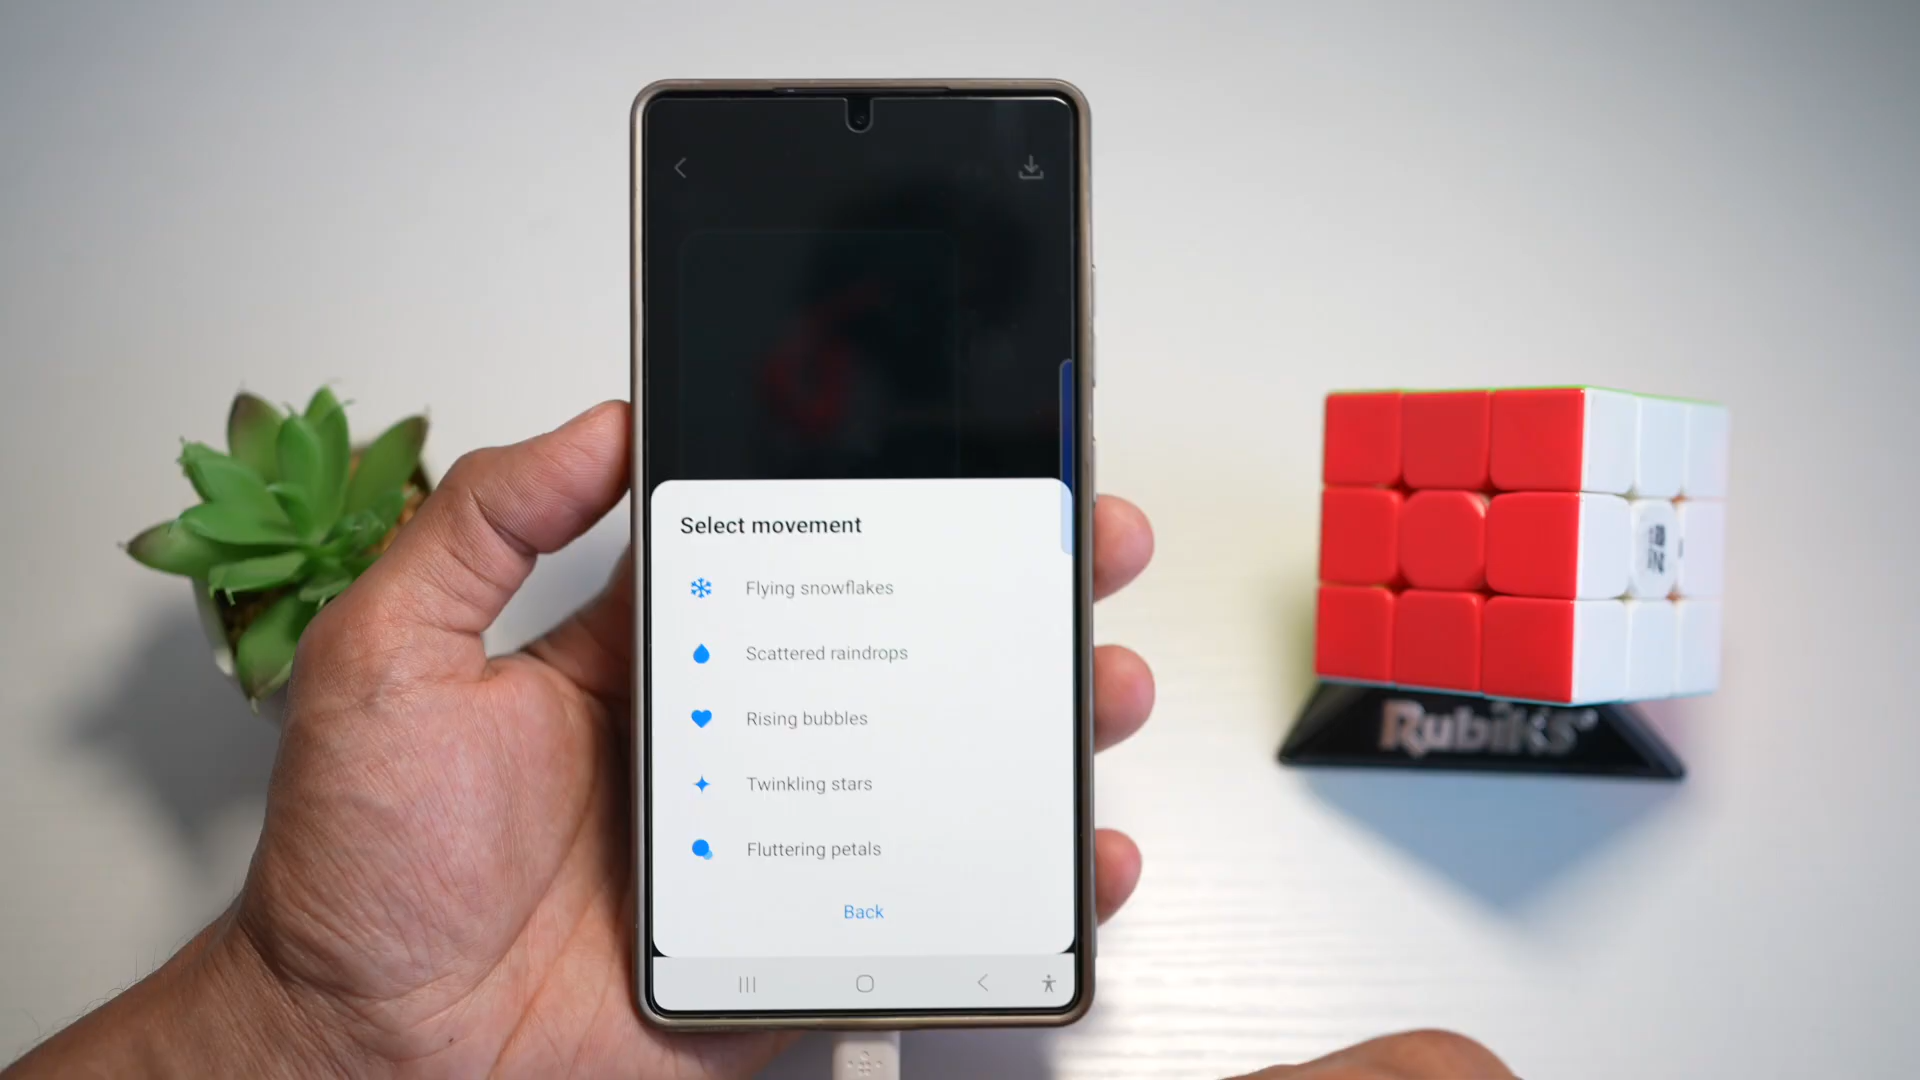 Select movement
Flying snowflakes
Scattered raindrops
Rising bubbles
Twinkling stars
Fluttering petals
Back
Rubik's